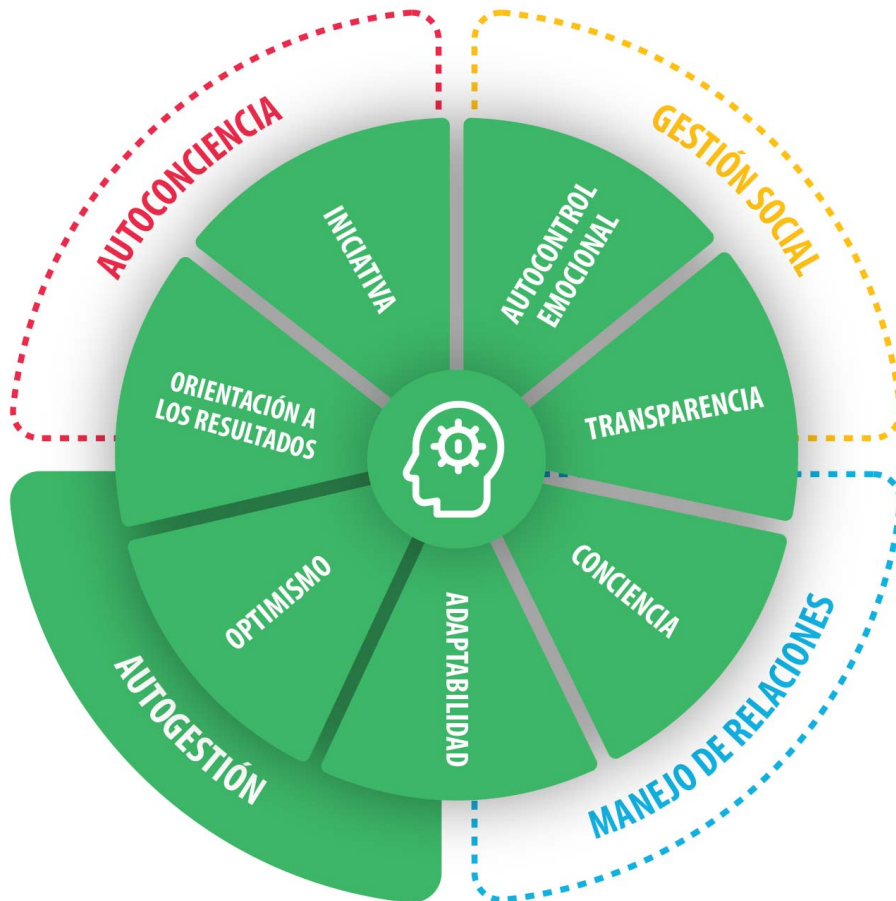 AUTOCONCIENCIA
GESTIÓN SOCIAL
INICIATIVA
AUTOCONTROL
EMOCIONAL
ORIENTACIÓN A
LOS RESULTADOS
TRANSPARENCIA
OPTIMISMO
ADAPTABILIDAD
CONCIENCIA
AUTOGESTIÓN
MANEJO DE RELACIONES